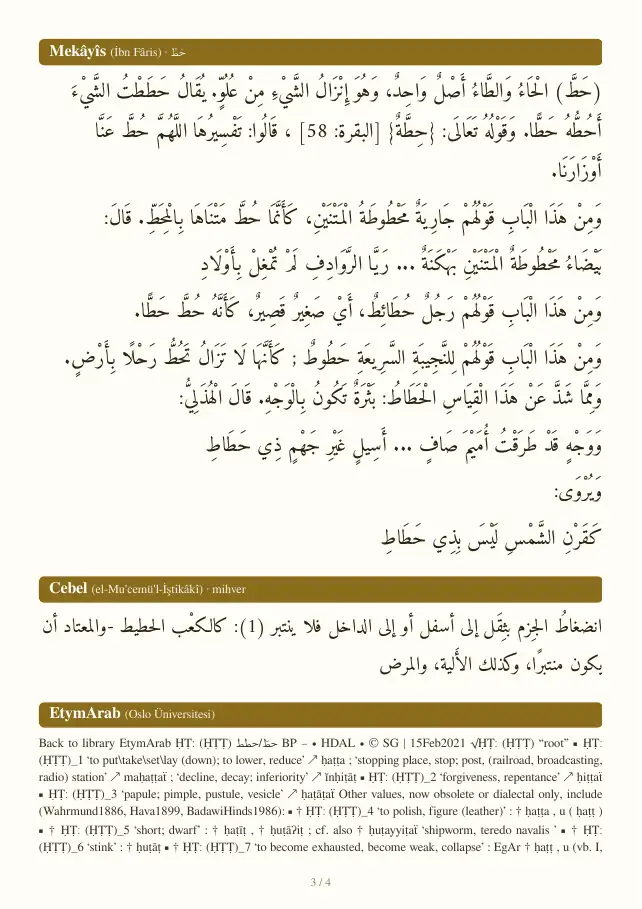 Mekâyîs (İbn Fâris) · حَظّ
(حَطَّ) الْحَاءُ وَالطَّاءُ أَصْلٌ وَاحِدٌ، وَهُوَ إِنْزَالُ الشَّيْءِ مِنْ عُلُوٍّ. يُقَالُ حَطَطْتُ الشَّيْءَ
أَحُطُّهُ حَطًّا. وَقَوْلُهُ تَعَالَى: {حِطَّةٌ} [البقرة: 58] ، قَالُوا: تَفْسِيرُهَا اللَّهُمَّ حُطَّ عَنَّا
أَوْزَارَنَا.
وَمِنْ هَذَا الْبَابِ قَوْلُهُمْ جَارِيَةٌ مَحْطُوطَةُ الْمَتْنَيْنِ، كَأَنَّمَا حُطَّ مَتْنَاهَا بِالْمِحَطِّ. قَالَ:
بَيْضَاءُ مَحْطُوطَةُ الْمَتْنَيْنِ بَهْكَنَةٌ ... رَيَّا الرَّوَادِفِ لَمْ تُمْغِلْ بِأَوْلَادِ
وَمِنْ هَذَا الْبَابِ قَوْلُهُمْ رَجُلٌ حُطَائِطٌ، أَيْ صَغِيرٌ قَصِيرٌ، كَأَنَّهُ حُطَّ حَطًّا.
وَمِنْ هَذَا الْبَابِ قَوْلُهُمْ لِلنَّجِيبَةِ السَّرِيعَةِ حَطُوطٌ ; كَأَنَّهَا لَا تَزَالُ تَحُطُّ رَحْلًا بِأَرْضٍ.
وَمِمَّا شَذَّ عَنْ هَذَا الْقِيَاسِ الْحَطَاطُ: بَثْرَةٌ تَكُونُ بِالْوَجْهِ. قَالَ الْهُذَلِيُّ:
وَوَجْهٍ قَدْ طَرَقْتُ أُمَيْمَ صَافٍ ... أَسِيلٍ غَيْرِ جَهْمٍ ذِي حَطَاطِ
وَيُرْوَى:
كَقَرْنِ الشَّمْسِ لَيْسَ بِذِي حَطَاطِ
Cebel (el-Mu'cemü'l-İştikâkî) · mihver
انضغاطُ الجِرم بثِقَل إلى أسفل أو إلى الداخل فلا ينتبر (1): كالكعْب الحطيط -والمعتاد أن
يكون منتبرًا، وكذلك الأَلية، والمرض
EtymArab (Oslo Üniversitesi)
Back to library EtymArab ḤṬ: (ḤṬṬ) حظّ/حطط BP – • HDAL • © SG | 15Feb2021 √ḤṬ: (ḤṬṬ) “root” ▪ ḤṬ:
(ḤṬṬ)_1 ‘to put\take\set\lay (down); to lower, reduce’ ↗ ḥaṭṭa ; ‘stopping place, stop; post, (railroad, broadcasting,
radio) station’ ↗ maḥaṭṭaẗ ; ‘decline, decay; inferiority’ ↗ ĭnḥiṭāṭ ▪ ḤṬ: (ḤṬṬ)_2 ‘forgiveness, repentance’ ↗ ḥiṭṭaẗ
▪ ḤṬ: (ḤṬṬ)_3 ‘papule; pimple, pustule, vesicle’ ↗ ḥaṭāṭaẗ Other values, now obsolete or dialectal only, include
(Wahrmund1886, Hava1899, BadawiHinds1986): ▪ † ḤṬ: (ḤṬṬ)_4 ‘to polish, figure (leather)’ : † ḥaṭṭa , u ( ḥaṭṭ )
▪ † ḤṬ: (ḤṬṬ)_5 ‘short; dwarf’ : † ḥaṭīṭ , † ḥuṭāʔiṭ ; cf. also † ḥuṭayyiṭaẗ ‘shipworm, teredo navalis ’ ▪ † ḤṬ:
(ḤṬṬ)_6 ‘stink’ : † ḥuṭāṭ ▪ † ḤṬ: (ḤṬṬ)_7 ‘to become exhausted, become weak, collapse’ : EgAr † ḥaṭṭ , u (vb. I,
3 / 4